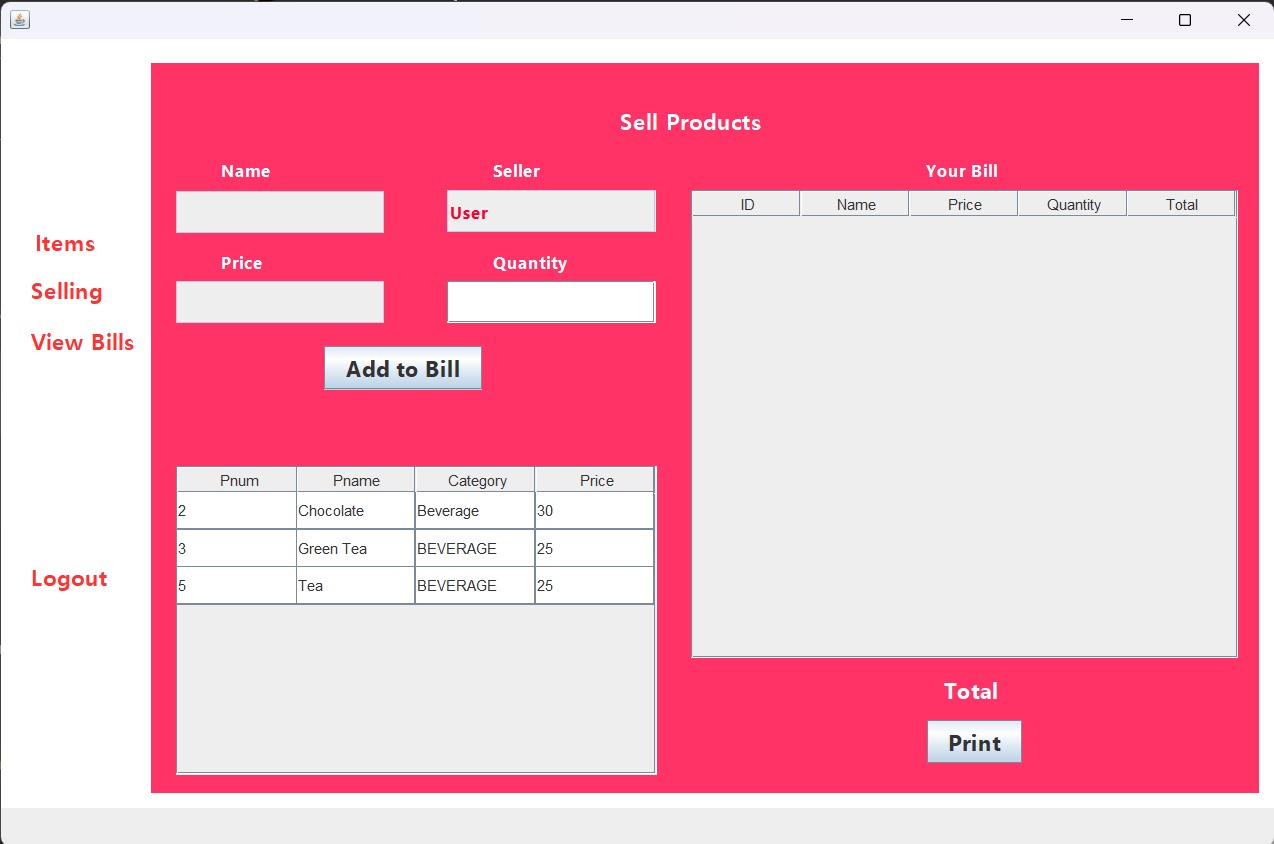 Sell Products
Name
Seller
User
Price
Quantity
Add to Bill
Items
Selling
View Bills
Logout
Pnum Pname Category Price
2 Chocolate Beverage 30
3 Green Tea BEVERAGE 25
5 Tea BEVERAGE 25
Your Bill
ID Name Price Quantity Total
Total
Print